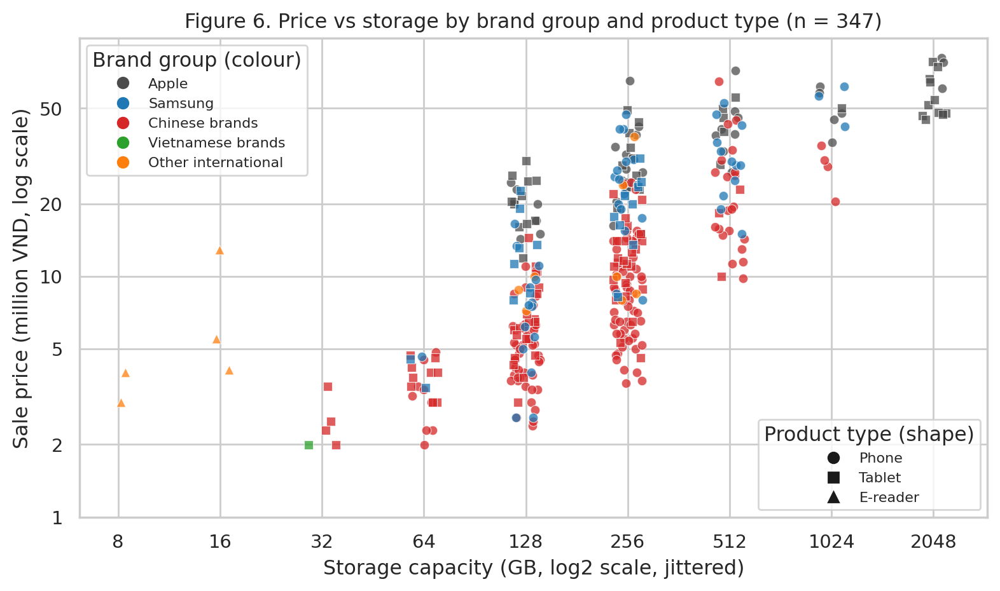 Figure 6. Price vs storage by brand group and product type (n = 347)
Brand group (colour)
Apple
Samsung
Chinese brands
Vietnamese brands
Other international
Sale price (million VND, log scale)
50
20
10
5
2
1
Product type (shape)
Phone
Tablet
E-reader
8 16 32 64 128 256 512 1024 2048
Storage capacity (GB, log2 scale, jittered)